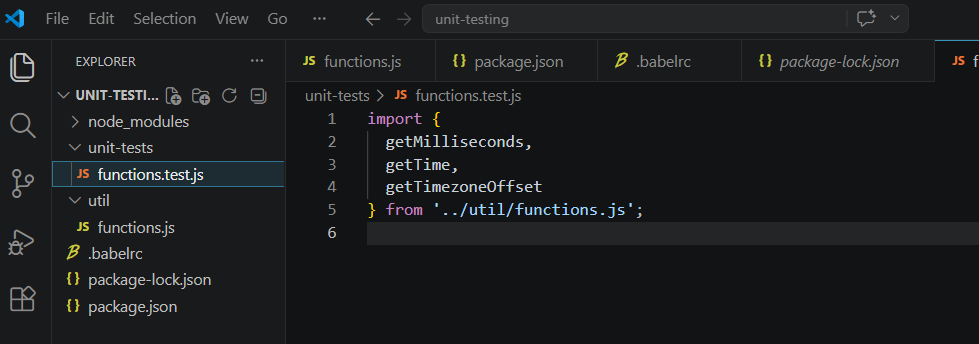 File Edit Selection View Go ... unit-testing
EXPLORER ...
UNIT-TESTI...
node_modules
unit-tests
JS functions.test.js
util
JS functions.js
.babelrc
{} package-lock.json
{} package.json
JS functions.js {} package.json .babelrc {} package-lock.json JS f
unit-tests > JS functions.test.js
1 import {
2 getMilliseconds,
3 getTime,
4 getTimezoneOffset
5 } from '../util/functions.js';
6